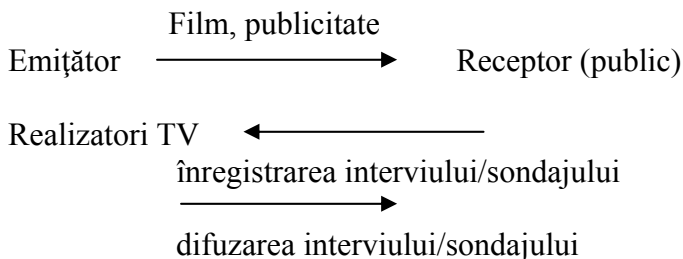 Film, publicitate
Emiţător Receptor (public)
Realizatori TV
înregistrarea interviului/sondajului
difuzarea interviului/sondajului